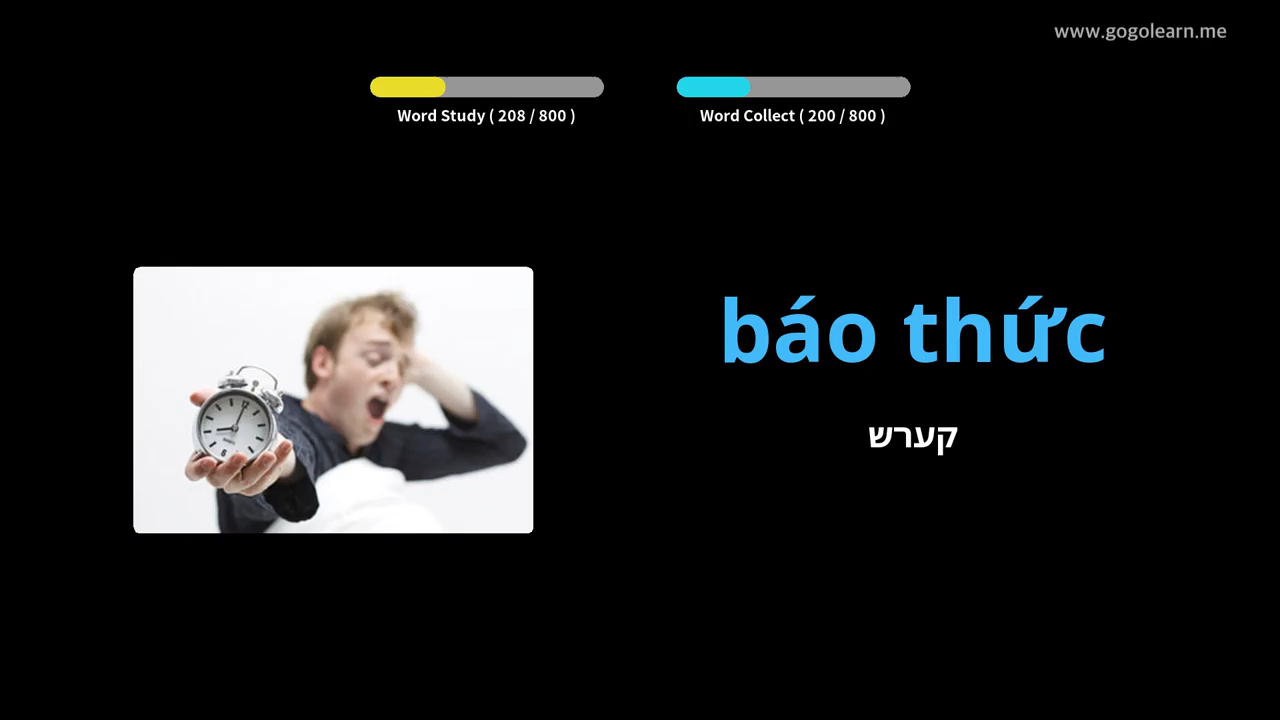 www.gogolearn.me
Word Study ( 208 / 800 )
Word Collect ( 200 / 800 )
báo thức
קערש